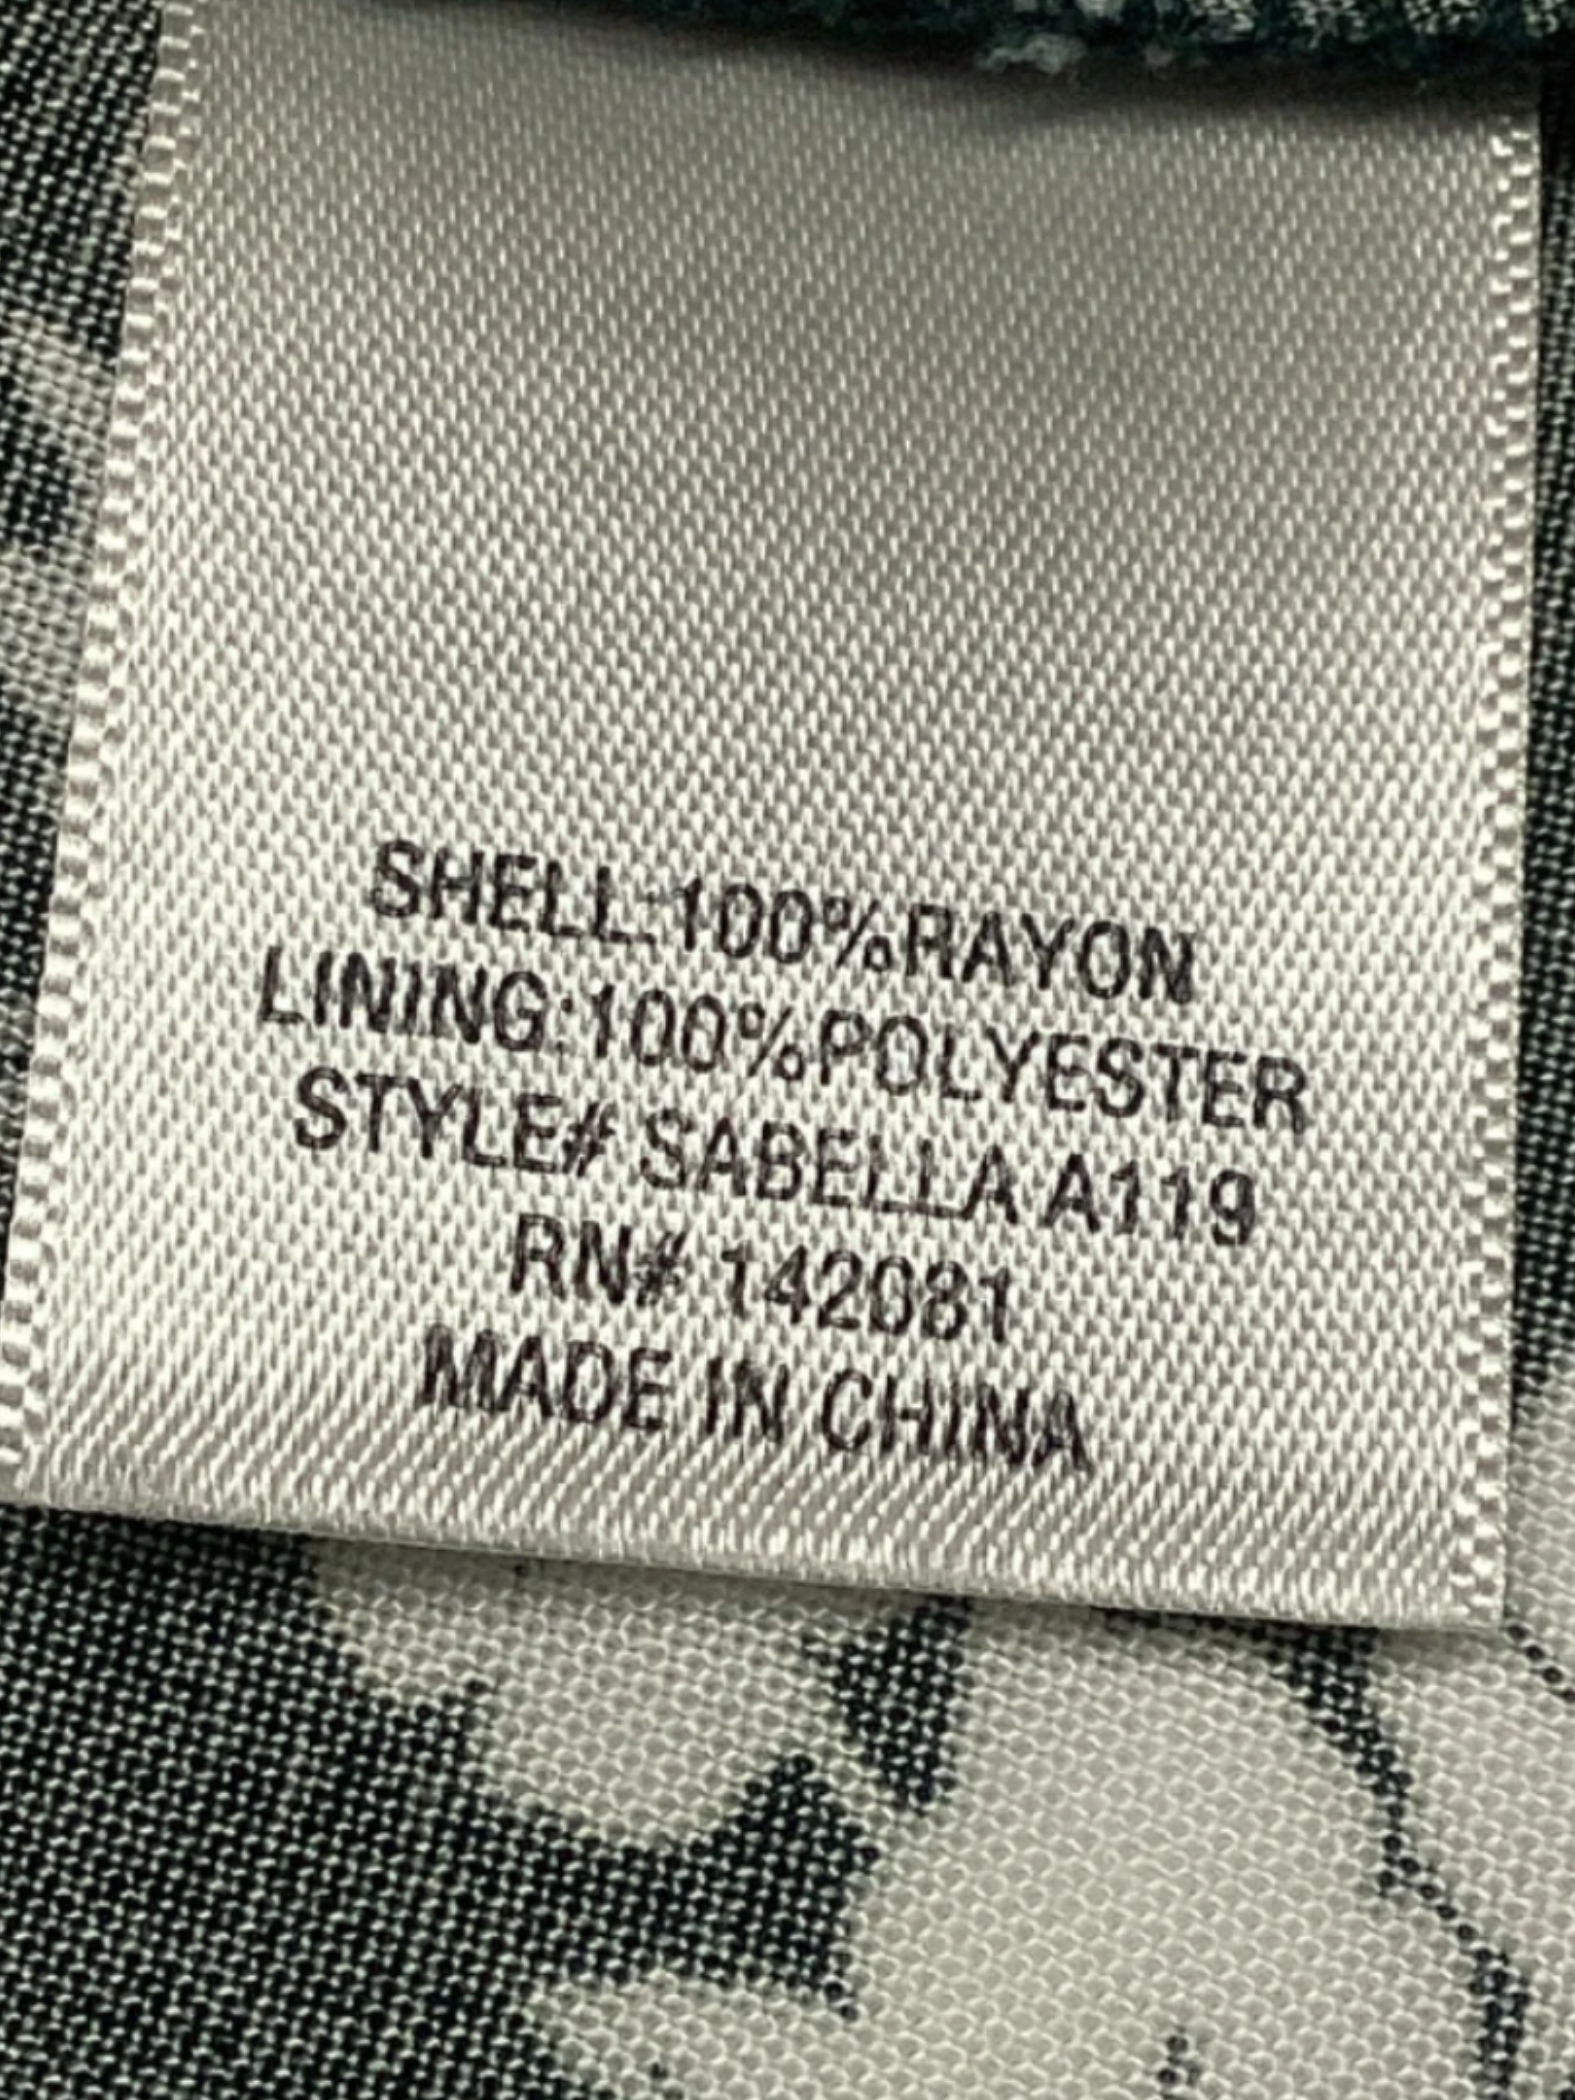 SHELL:100%RAYON
LINING:100%POLYESTER
STYLE# SABELLA A119
RN# 142081
MADE IN CHINA